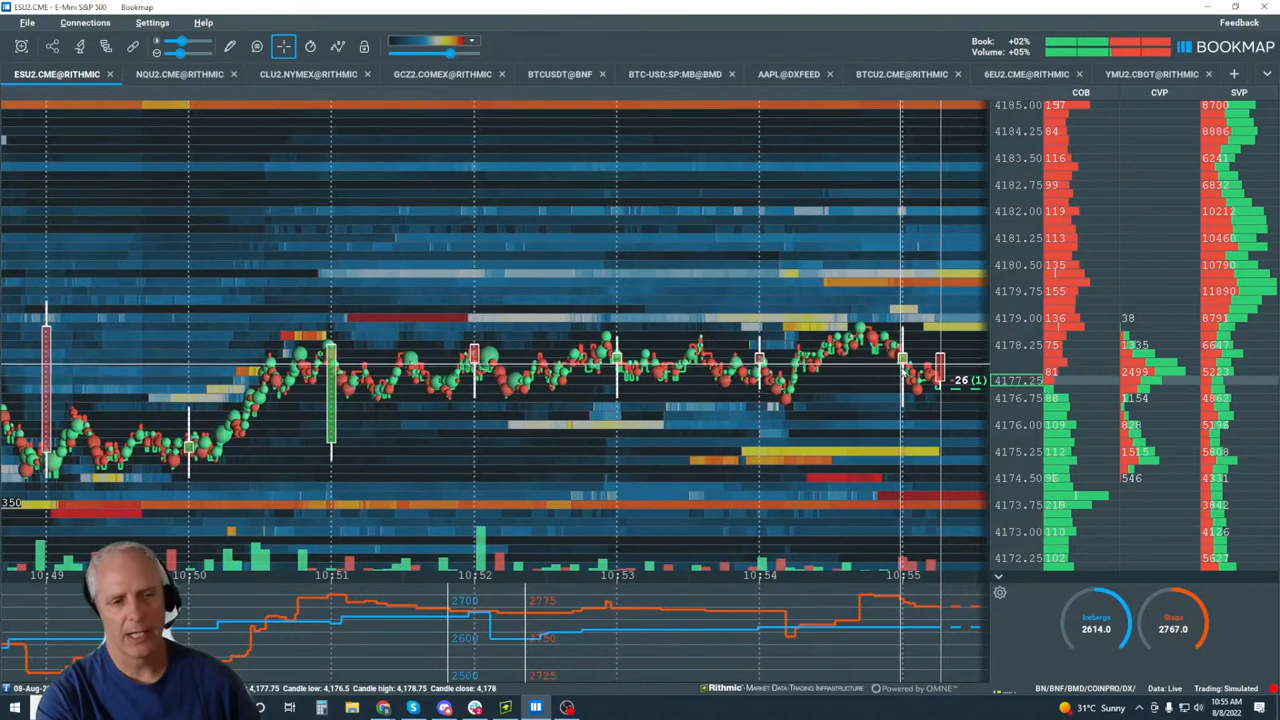 ESU2.CME - E-Mini S&P 500 (Bookmap)
File Connections Settings Help Feedback
Book: +02%
Volume: +05%
BOOKMAP
ESU2.CME@RITHMIC NQU2.CME@RITHMIC CLU2.NYMEX@RITHMIC GCZ2.COMEX@RITHMIC BTCUSDT@BNF BTC-USD:SP:MB@BMD AAPL@DXFEED BTCU2.CME@RITHMIC 6EU2.CME@RITHMIC YMU2.CBOT@RITHMIC
COB CVP SVP
4185.00 157 8700
4184.25 84 8886
4183.50 116 6241
4182.75 99 6832
4182.00 119 10212
4181.25 113 10460
4180.50 135 10790
4179.75 155 11890
4179.00 136 38 8791
4178.25 75 1335 6647
81 2499 5223
-26 (1) 4177.25
4176.75 88 1154 4862
4176.00 109 828 5196
4175.25 112 1515 5808
4174.50 546 4331
350 4173.75 3842
4173.00 110 4126
4172.25 102 5627
10:49 10:50 10:51 10:52 10:53 10:54 10:55
2700 2775
2600 2750
2500 2725
Icebergs
2614.0
Stops
2767.0
08-Aug 4,177.75 Candle low: 4,176.5 Candle high: 4,178.75 Candle close: 4,178
Rithmic Market Data-Trading Infrastructure Powered by OMNE™ BN/BNF/BMD/COINPRO/DX/ Data: Live Trading: Simulated
31°C Sunny
10:55 AM
8/8/2022